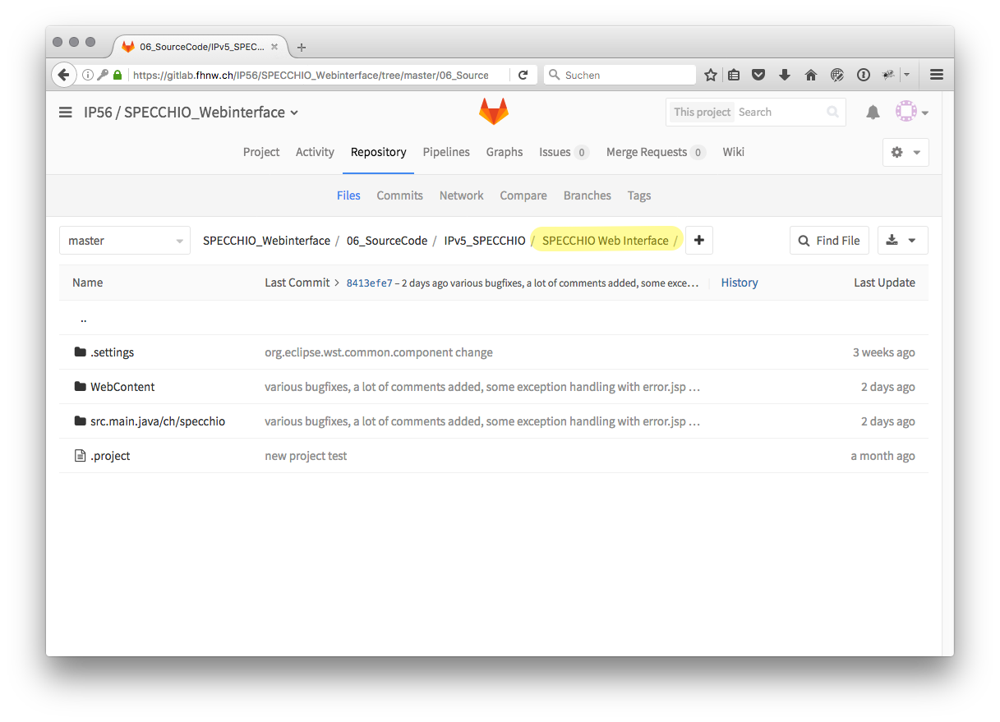 06_SourceCode/IPv5_SPEC...
https://gitlab.fhnw.ch/IP56/SPECCHIO_Webinterface/tree/master/06_Source
Suchen
IP56 / SPECCHIO_Webinterface
This project Search
Project Activity Repository Pipelines Graphs Issues 0 Merge Requests 0 Wiki
Files Commits Network Compare Branches Tags
master SPECCHIO_Webinterface / 06_SourceCode / IPv5_SPECCHIO / SPECCHIO Web Interface / + Find File
Name Last Commit > 8413efe7 – 2 days ago various bugfixes, a lot of comments added, some exce... History Last Update
..
.settings org.eclipse.wst.common.component change 3 weeks ago
WebContent various bugfixes, a lot of comments added, some exception handling with error.jsp ... 2 days ago
src.main.java/ch/specchio various bugfixes, a lot of comments added, some exception handling with error.jsp ... 2 days ago
.project new project test a month ago